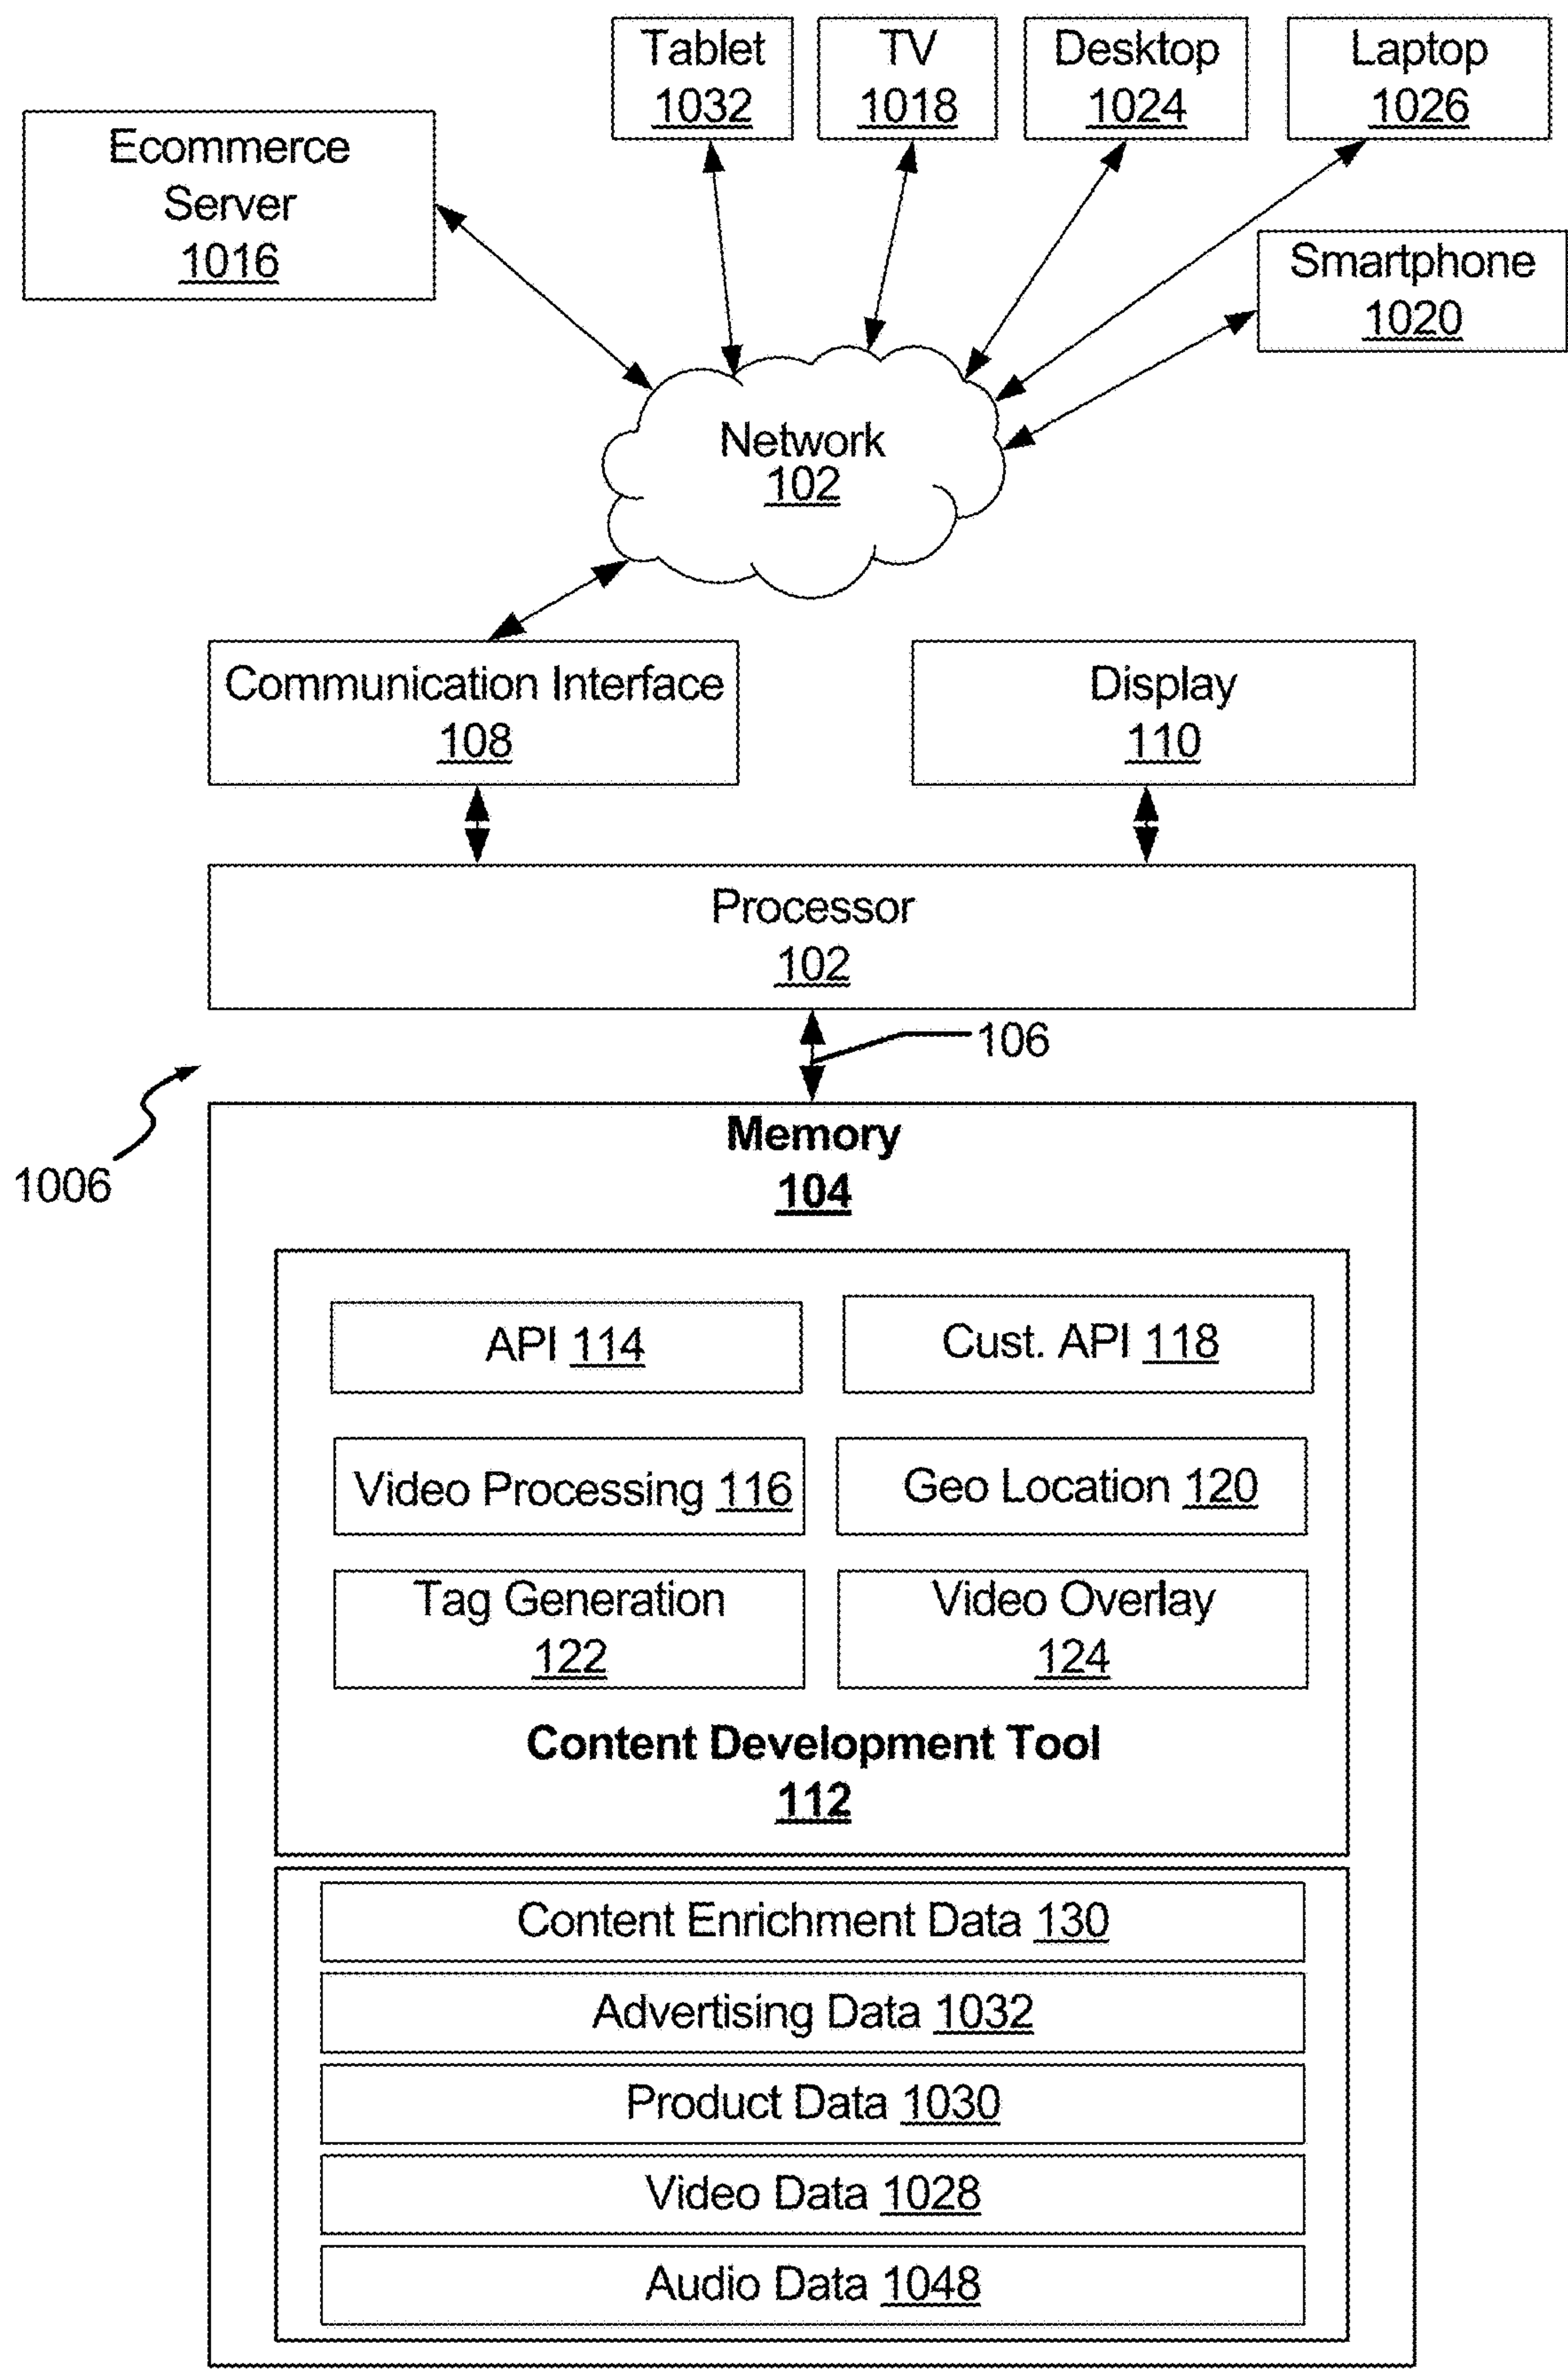 Tablet
1032
TV
1018
Desktop
1024
Laptop
1026
Ecommerce
Server
1016
Smartphone
1020
Network
102
Communication Interface
108
Display
110
Processor
102
106
1006
Memory
104
API 114
Cust. API 118
Video Processing 116
Geo Location 120
Tag Generation
122
Video Overlay
124
Content Development Tool
112
Content Enrichment Data 130
Advertising Data 1032
Product Data 1030
Video Data 1028
Audio Data 1048